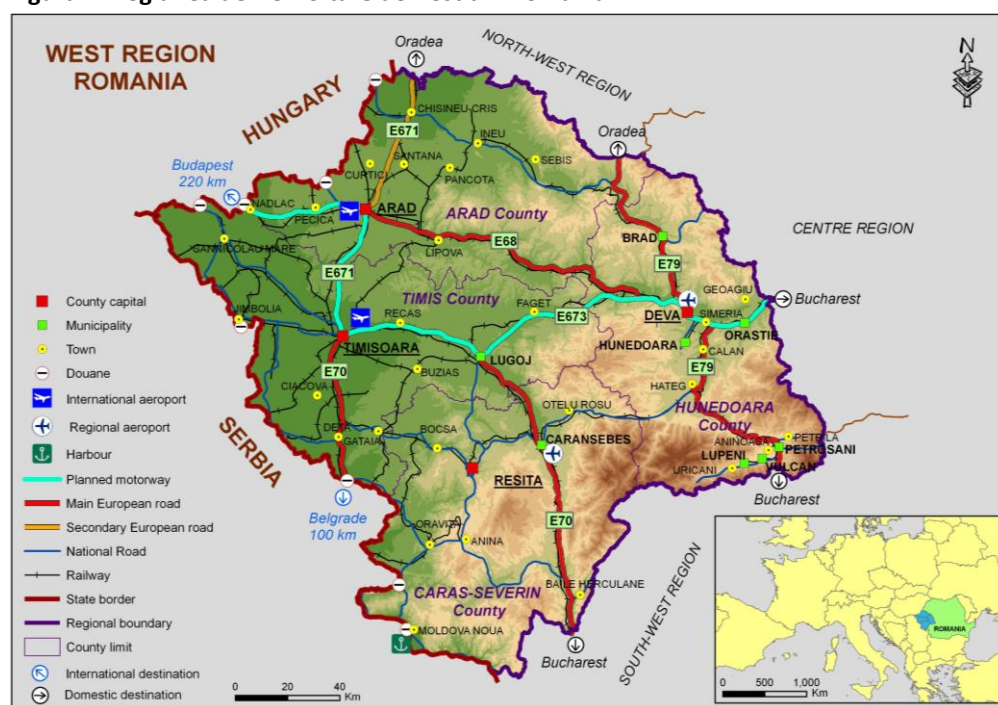 WEST REGION
ROMANIA
Oradea
NORTH-WEST REGION
N
HUNGARY
CHISINEU-CRIS
E671
INEU
Oradea
SANTANA
SEBIS
CURTICI
PANCOTA
Budapest
220 km
NADLAC
PECICA
ARAD
ARAD County
CENTRE REGION
BRAD
SANNICOLAU MARE
LIPOVA
E68
E79
E671
GEOAGIU
TIMIS County
FAGET
Bucharest
JIMBOLIA
RECAS
E673
DEVA
SIMERIA
ORASTIE
TIMISOARA
HUNEDOARA
CALAN
LUGOJ
E70
BUZIAS
E79
CIACOVA
HATEG
OTELU ROSU
HUNEDOARA
County
SERBIA
DETA
GATAIA
BOCSA
CARANSEBES
ANINOASA
PETRILA
LUPENI
PETROSANI
VULCAN
URICANI
RESITA
Bucharest
Belgrade
100 km
E70
ORAVITA
ANINA
BAILE HERCULANE
CARAS-SEVERIN
County
MOLDOVA NOUA
SOUTH-WEST REGION
Bucharest
County capital
Municipality
Town
Douane
International aeroport
Regional aeroport
Harbour
Planned motorway
Main European road
Secondary European road
National Road
Railway
State border
Regional boundary
County limit
International destination
Domestic destination
0 20 40
Km
ROMANIA
0 500 1,000
Km